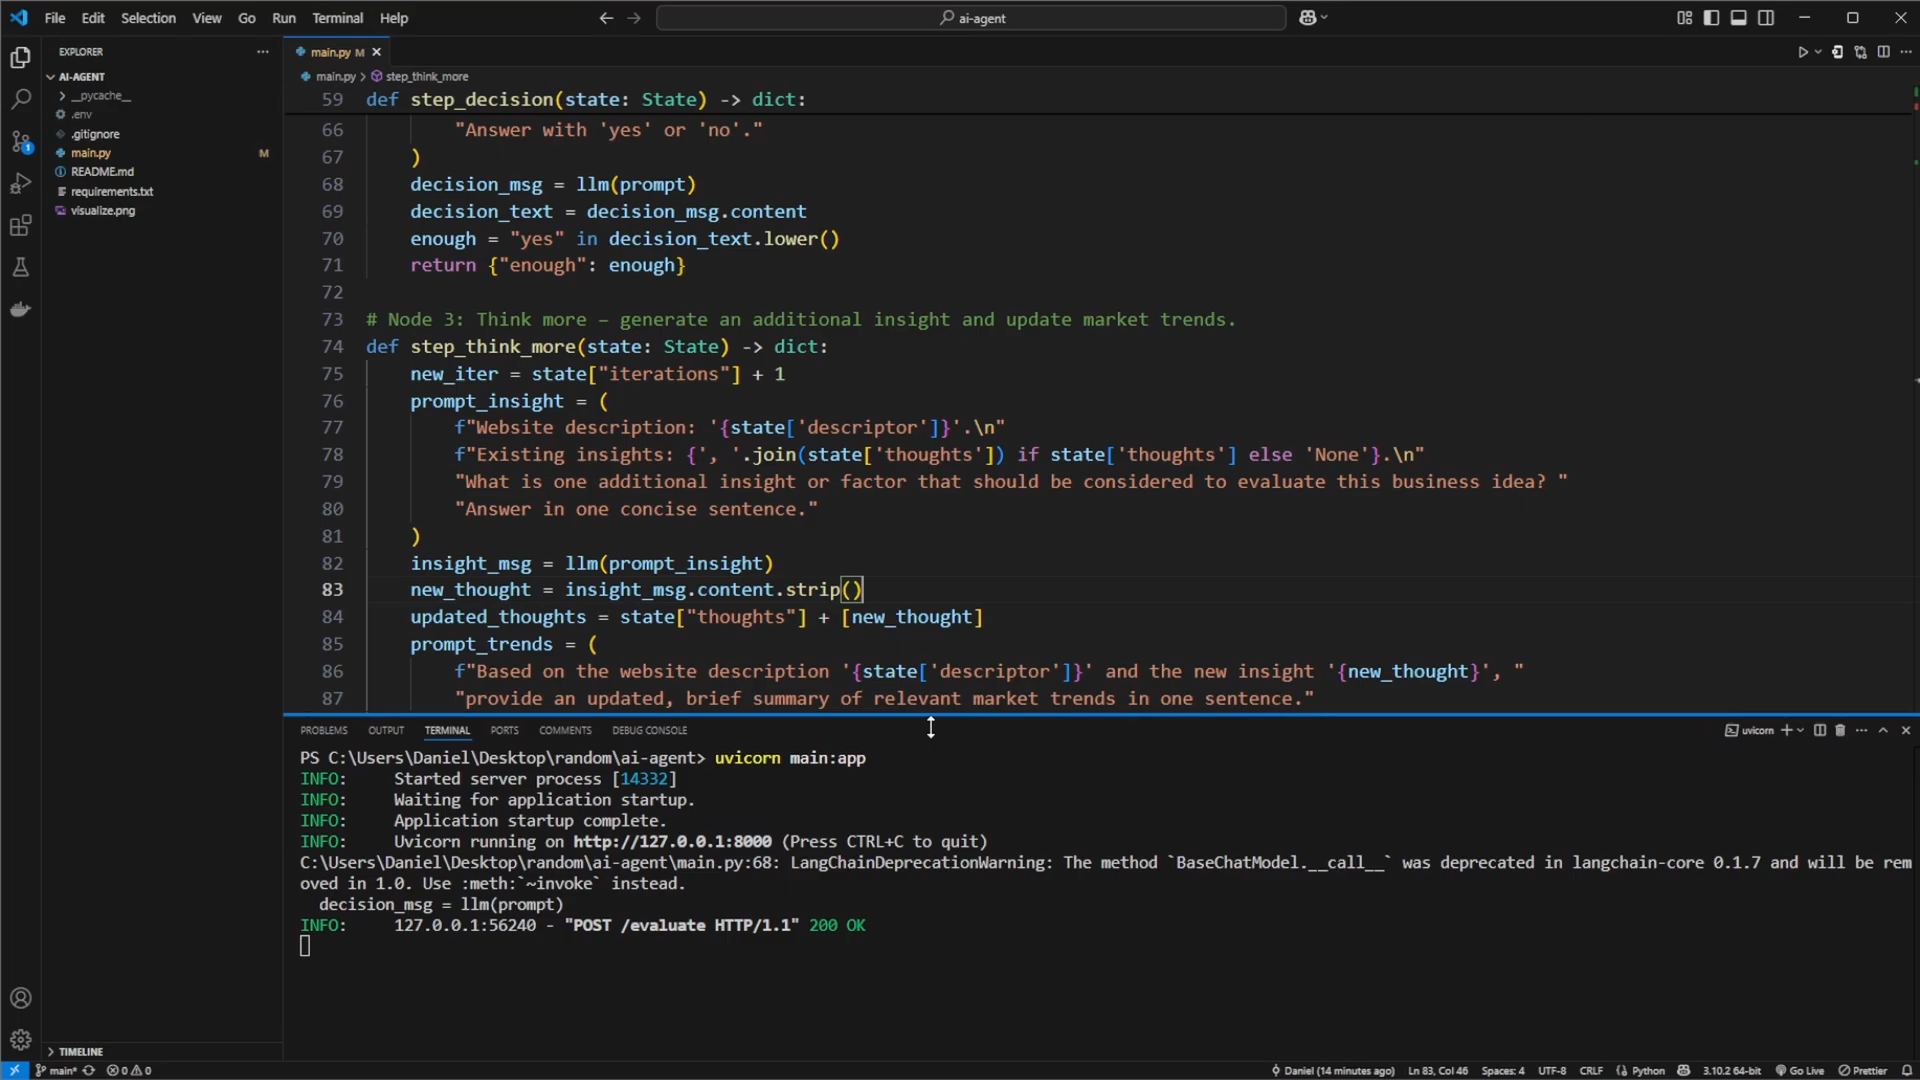 File Edit Selection View Go Run Terminal Help
ai-agent
EXPLORER
AI-AGENT
__pycache__
.env
.gitignore
main.py M
README.md
requirements.txt
visualize.png
TIMELINE
main.py M
main.py > step_think_more
59 def step_decision(state: State) -> dict:
66 "Answer with 'yes' or 'no'."
67 )
68 decision_msg = llm(prompt)
69 decision_text = decision_msg.content
70 enough = "yes" in decision_text.lower()
71 return {"enough": enough}
72
73 # Node 3: Think more – generate an additional insight and update market trends.
74 def step_think_more(state: State) -> dict:
75 new_iter = state["iterations"] + 1
76 prompt_insight = (
77 f"Website description: '{state['descriptor']}'.\n"
78 f"Existing insights: {', '.join(state['thoughts']) if state['thoughts'] else 'None'}.\n"
79 "What is one additional insight or factor that should be considered to evaluate this business idea? "
80 "Answer in one concise sentence."
81 )
82 insight_msg = llm(prompt_insight)
83 new_thought = insight_msg.content.strip()
84 updated_thoughts = state["thoughts"] + [new_thought]
85 prompt_trends = (
86 f"Based on the website description '{state['descriptor']}' and the new insight '{new_thought}', "
87 "provide an updated, brief summary of relevant market trends in one sentence."
PROBLEMS OUTPUT TERMINAL PORTS COMMENTS DEBUG CONSOLE
uvicorn
PS C:\Users\Daniel\Desktop\random\ai-agent> uvicorn main:app
INFO: Started server process [14332]
INFO: Waiting for application startup.
INFO: Application startup complete.
INFO: Uvicorn running on http://127.0.0.1:8000 (Press CTRL+C to quit)
C:\Users\Daniel\Desktop\random\ai-agent\main.py:68: LangChainDeprecationWarning: The method `BaseChatModel.__call__` was deprecated in langchain-core 0.1.7 and will be rem
oved in 1.0. Use :meth:`~invoke` instead.
decision_msg = llm(prompt)
INFO: 127.0.0.1:56240 - "POST /evaluate HTTP/1.1" 200 OK
main* 0 0
Daniel (14 minutes ago) Ln 83, Col 46 Spaces: 4 UTF-8 CRLF Python 3.10.2 64-bit Go Live Prettier